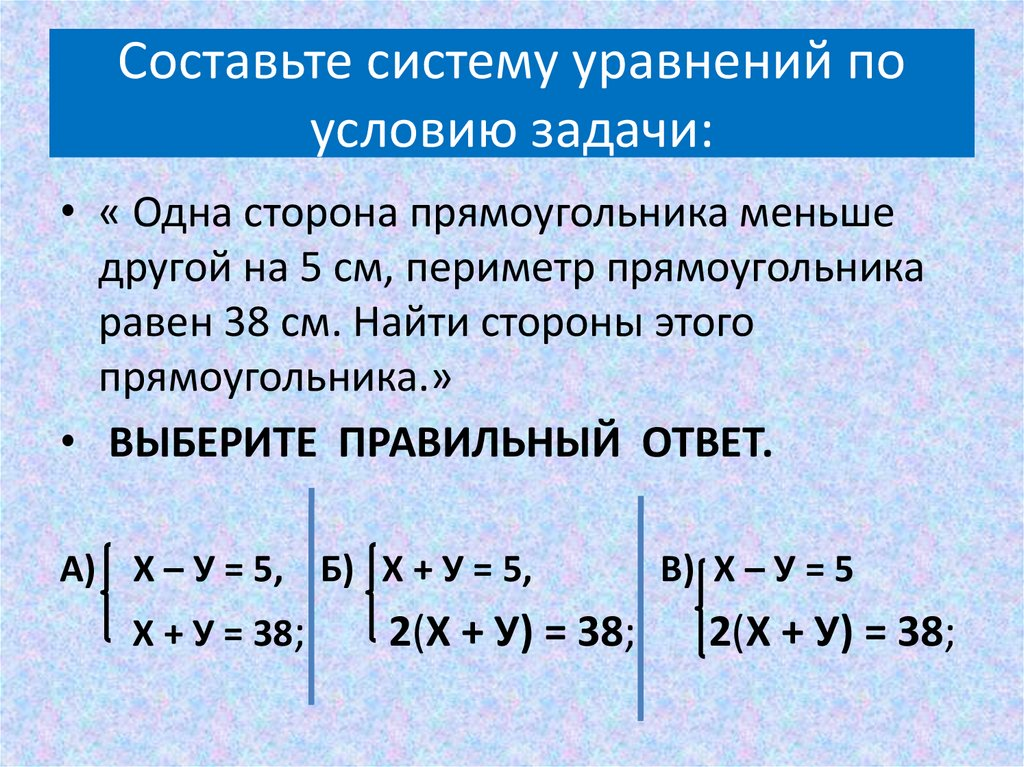 Составьте систему уравнений по
условию задачи:
• « Одна сторона прямоугольника меньше
другой на 5 см, периметр прямоугольника
равен 38 см. Найти стороны этого
прямоугольника.»
• ВЫБЕРИТЕ ПРАВИЛЬНЫЙ ОТВЕТ.
А) Х – У = 5, Б) Х + У = 5, В) Х – У = 5
Х + У = 38; 2(Х + У) = 38; 2(Х + У) = 38;